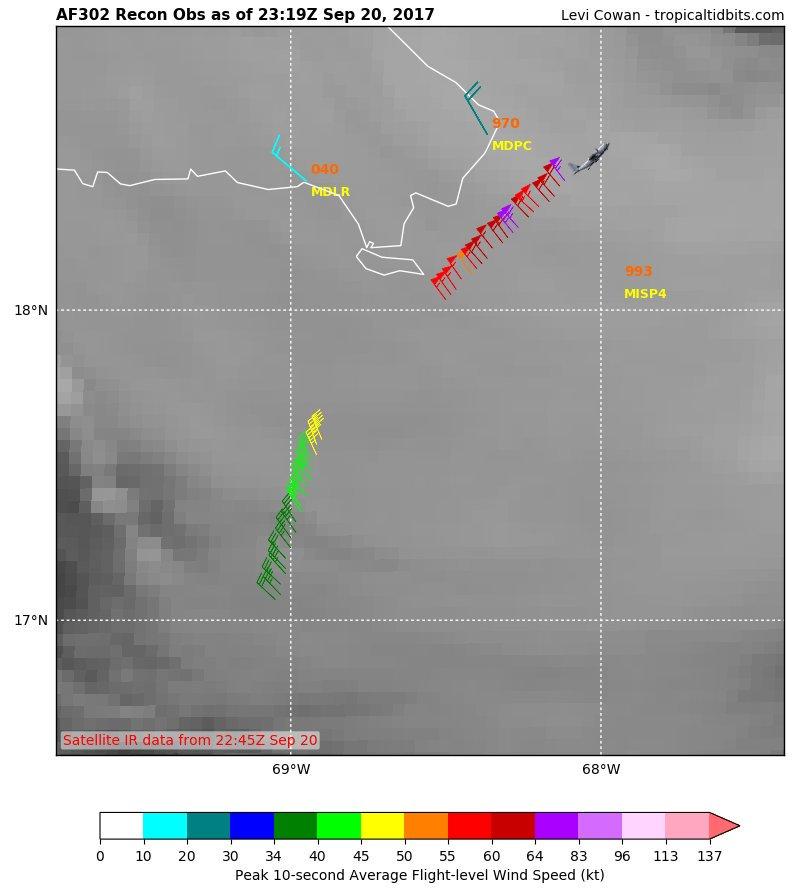 AF302 Recon Obs as of 23:19Z Sep 20, 2017
Levi Cowan - tropicaltidbits.com
970
MDPC
040
MDLR
993
MISP4
18°N
17°N
Satellite IR data from 22:45Z Sep 20
69°W 68°W
0 10 20 30 34 40 45 50 55 60 64 83 96 113 137
Peak 10-second Average Flight-level Wind Speed (kt)